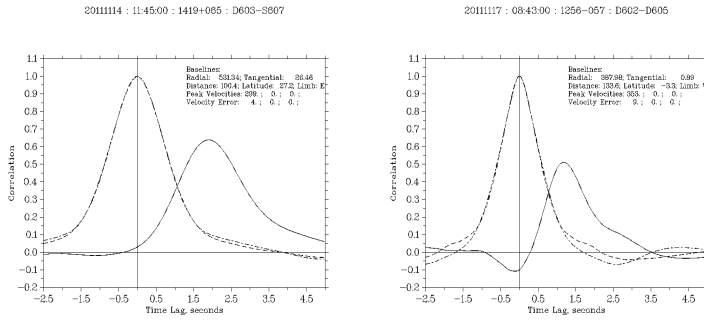 20111114 : 11:45:00 : 1419+065 : D603-S607
Baselines:
Radial: 531.34; Tangential: 26.46
Distance: 100.4; Latitude: 27.2; Limb: E
Peak Velocities: 299.; 0.; 0.;
Velocity Error: 4.; 0.; 0.;
Correlation
1.1
1.0
0.9
0.8
0.7
0.6
0.5
0.4
0.3
0.2
0.1
0.0
−0.1
−0.2
−2.5 −1.5 −0.5 0.5 1.5 2.5 3.5 4.5
Time Lag, seconds
20111117 : 08:43:00 : 1256-057 : D602-D605
Baselines:
Radial: 387.98; Tangential: 0.89
Distance: 133.6; Latitude: −3.3; Limb:
Peak Velocities: 353.; 0.; 0.;
Velocity Error: 9.; 0.; 0.;
Correlation
1.1
1.0
0.9
0.8
0.7
0.6
0.5
0.4
0.3
0.2
0.1
0.0
−0.1
−0.2
−2.5 −1.5 −0.5 0.5 1.5 2.5 3.5 4.5
Time Lag, seconds